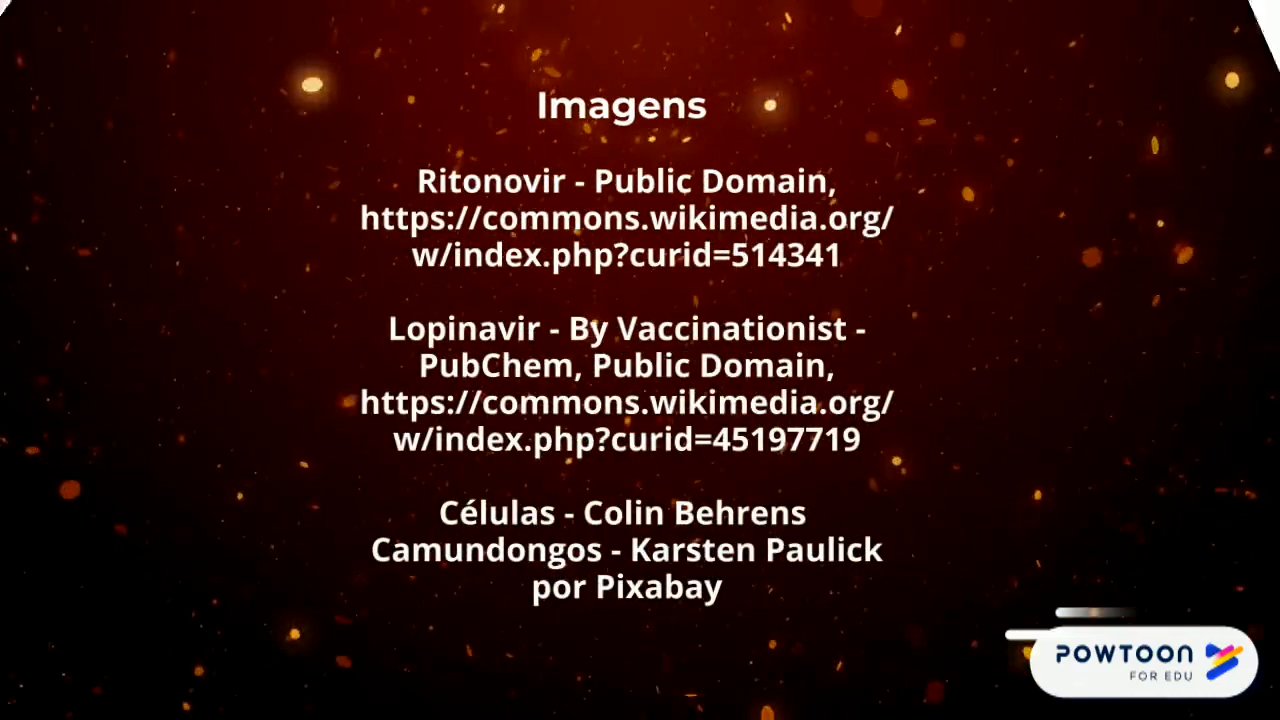 Imagens
Ritonovir - Public Domain,
https://commons.wikimedia.org/
w/index.php?curid=514341
Lopinavir - By Vaccinationist -
PubChem, Public Domain,
https://commons.wikimedia.org/
w/index.php?curid=45197719
Células - Colin Behrens
Camundongos - Karsten Paulick
por Pixabay
POWTOON
FOR EDU